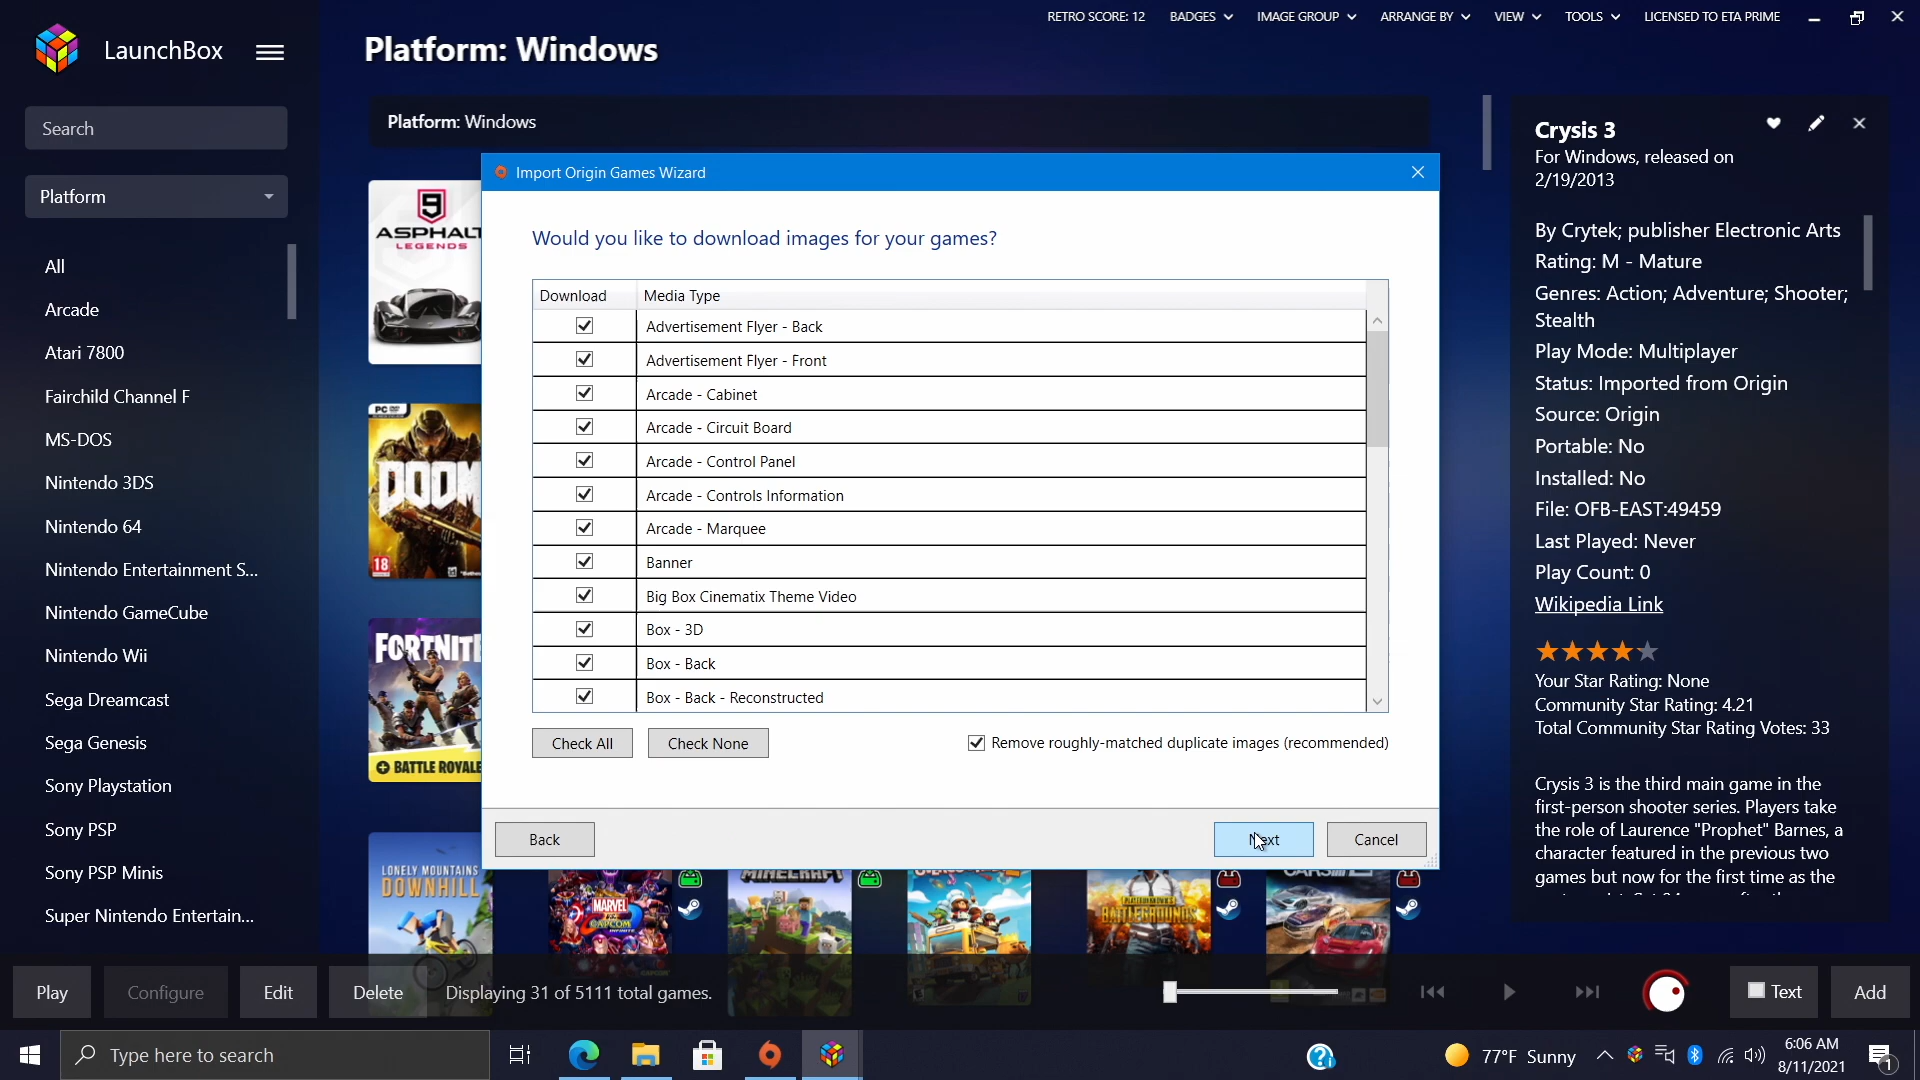 RETRO SCORE: 12 BADGES IMAGE GROUP ARRANGE BY VIEW TOOLS LICENSED TO ETA PRIME
LaunchBox
Platform: Windows
Search
Platform
All
Arcade
Atari 7800
Fairchild Channel F
MS-DOS
Nintendo 3DS
Nintendo 64
Nintendo Entertainment S...
Nintendo GameCube
Nintendo Wii
Sega Dreamcast
Sega Genesis
Sony Playstation
Sony PSP
Sony PSP Minis
Super Nintendo Entertain...
Platform: Windows
9
ASPHALT
LEGENDS
PC DVD
DOOM
18
FORTNITE
BATTLE ROYALE
LONELY MOUNTAINS
DOWNHILL
MARVEL
CAPCOM
INFINITE
MINECRAFT
BATTLEGROUNDS
Import Origin Games Wizard
Would you like to download images for your games?
Download Media Type
Advertisement Flyer - Back
Advertisement Flyer - Front
Arcade - Cabinet
Arcade - Circuit Board
Arcade - Control Panel
Arcade - Controls Information
Arcade - Marquee
Banner
Big Box Cinematix Theme Video
Box - 3D
Box - Back
Box - Back - Reconstructed
Check All Check None Remove roughly-matched duplicate images (recommended)
Back Next Cancel
Crysis 3
For Windows, released on
2/19/2013
By Crytek; publisher Electronic Arts
Rating: M - Mature
Genres: Action; Adventure; Shooter;
Stealth
Play Mode: Multiplayer
Status: Imported from Origin
Source: Origin
Portable: No
Installed: No
File: OFB-EAST:49459
Last Played: Never
Play Count: 0
Wikipedia Link
Your Star Rating: None
Community Star Rating: 4.21
Total Community Star Rating Votes: 33
Crysis 3 is the third main game in the
first-person shooter series. Players take
the role of Laurence "Prophet" Barnes, a
character featured in the previous two
games but now for the first time as the
Play Configure Edit Delete Displaying 31 of 5111 total games. Text Add
Type here to search
77°F Sunny
6:06 AM
8/11/2021
1